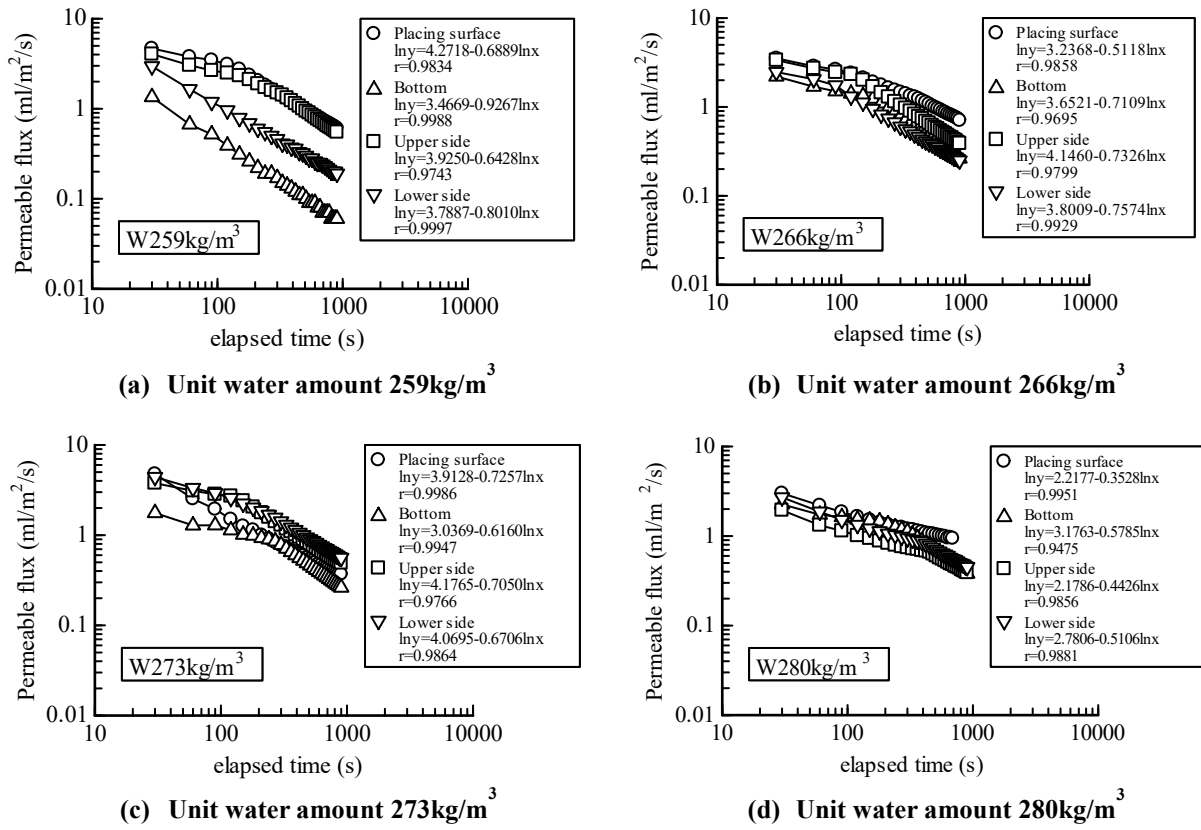 10
1
0.1
0.01
Permeable flux (ml/m²/s)
10
100
1000
10000
elapsed time (s)
W259kg/m³
Placing surface
lny=4.2718-0.6889lnx
r=0.9834
Bottom
lny=3.4669-0.9267lnx
r=0.9988
Upper side
lny=3.9250-0.6428lnx
r=0.9743
Lower side
lny=3.7887-0.8010lnx
r=0.9997
(a) Unit water amount 259kg/m³
10
1
0.1
0.01
Permeable flux (ml/m²/s)
10
100
1000
10000
elapsed time (s)
W266kg/m³
Placing surface
lny=3.2368-0.5118lnx
r=0.9858
Bottom
lny=3.6521-0.7109lnx
r=0.9695
Upper side
lny=4.1460-0.7326lnx
r=0.9799
Lower side
lny=3.8009-0.7574lnx
r=0.9929
(b) Unit water amount 266kg/m³
10
1
0.1
0.01
Permeable flux (ml/m²/s)
10
100
1000
10000
elapsed time (s)
W273kg/m³
Placing surface
lny=3.9128-0.7257lnx
r=0.9986
Bottom
lny=3.0369-0.6160lnx
r=0.9947
Upper side
lny=4.1765-0.7050lnx
r=0.9766
Lower side
lny=4.0695-0.6706lnx
r=0.9864
(c) Unit water amount 273kg/m³
10
1
0.1
0.01
Permeable flux (ml/m²/s)
10
100
1000
10000
elapsed time (s)
W280kg/m³
Placing surface
lny=2.2177-0.3528lnx
r=0.9951
Bottom
lny=3.1763-0.5785lnx
r=0.9475
Upper side
lny=2.1786-0.4426lnx
r=0.9856
Lower side
lny=2.7806-0.5106lnx
r=0.9881
(d) Unit water amount 280kg/m³